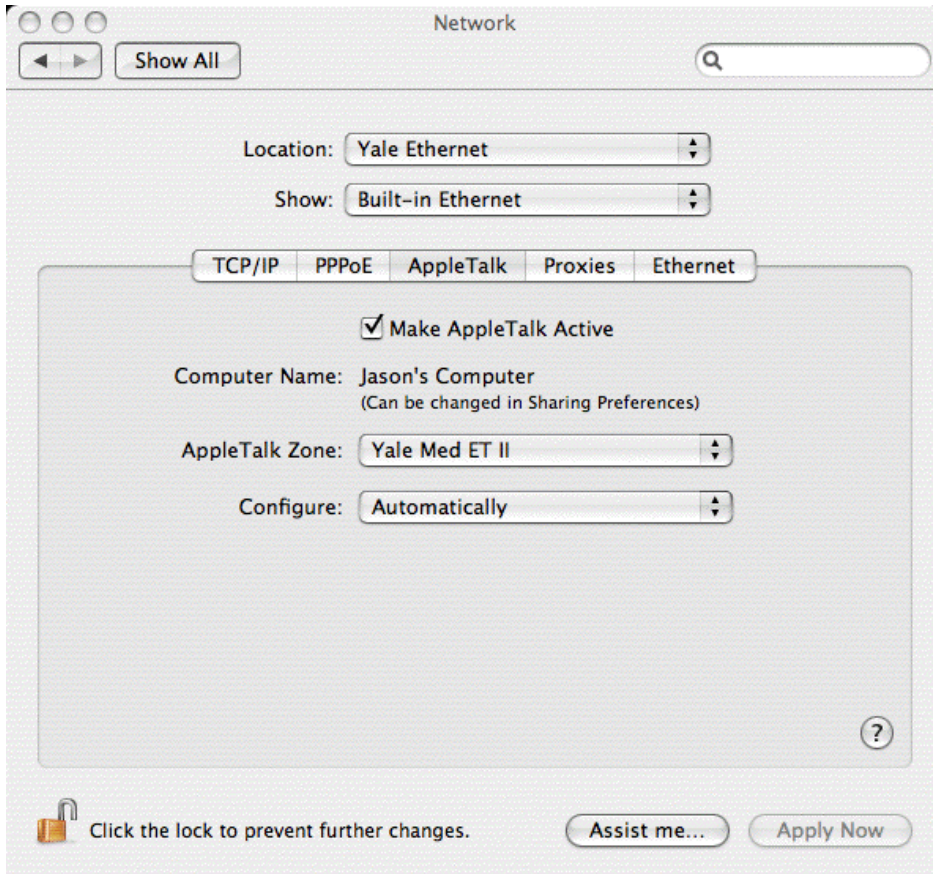 Network
Show All
Location: Yale Ethernet
Show: Built-in Ethernet
TCP/IP PPPoE AppleTalk Proxies Ethernet
Make AppleTalk Active
Computer Name: Jason's Computer
(Can be changed in Sharing Preferences)
AppleTalk Zone: Yale Med ET II
Configure: Automatically
?
Click the lock to prevent further changes. Assist me... Apply Now